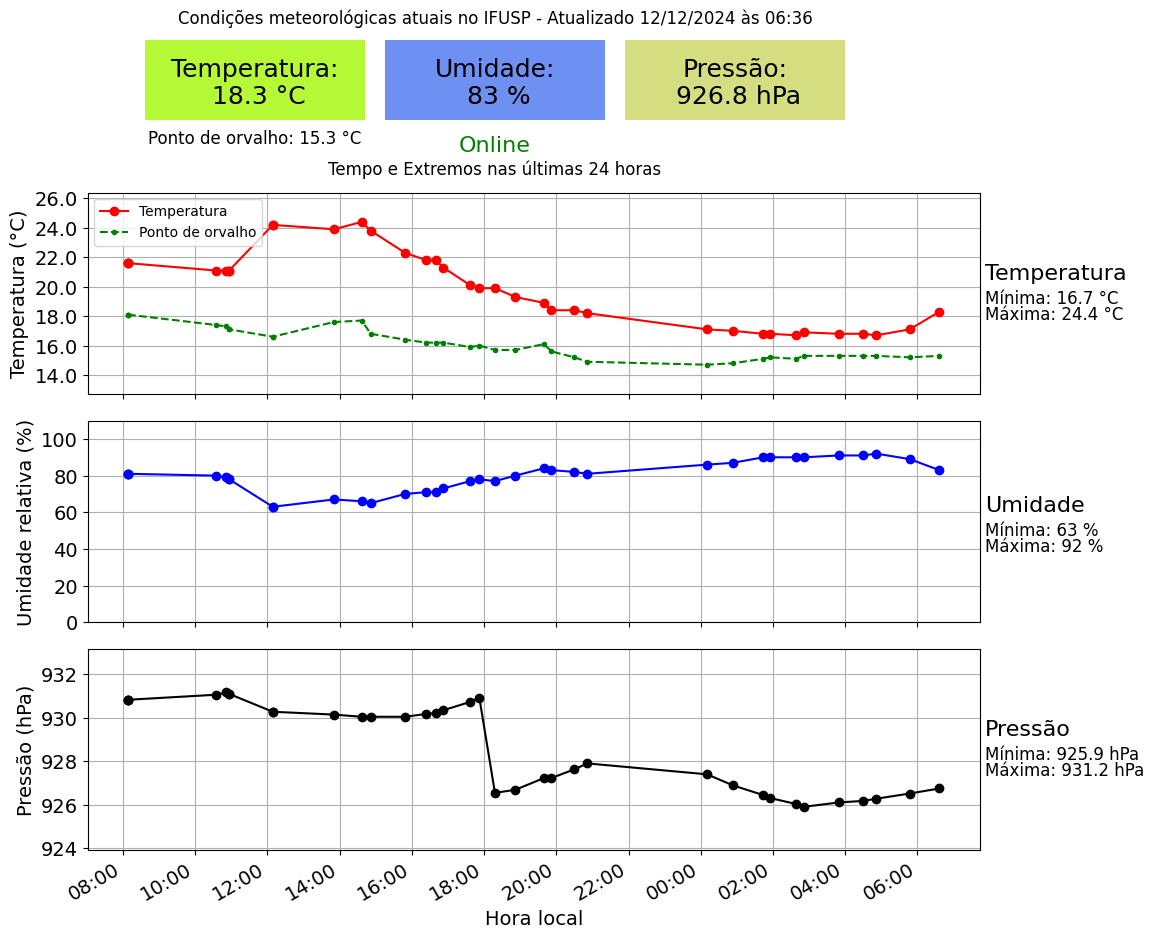 Condições meteorológicas atuais no IFUSP - Atualizado 12/12/2024 às 06:36
Temperatura:
18.3 °C
Umidade:
83 %
Pressão:
926.8 hPa
Ponto de orvalho: 15.3 °C
Online
Tempo e Extremos nas últimas 24 horas
Temperatura (°C)
26.0
24.0
22.0
20.0
18.0
16.0
14.0
Temperatura
Ponto de orvalho
Temperatura
Mínima: 16.7 °C
Máxima: 24.4 °C
Umidade relativa (%)
100
80
60
40
20
0
Umidade
Mínima: 63 %
Máxima: 92 %
Pressão (hPa)
932
930
928
926
924
Pressão
Mínima: 925.9 hPa
Máxima: 931.2 hPa
08:00 10:00 12:00 14:00 16:00 18:00 20:00 22:00 00:00 02:00 04:00 06:00
Hora local